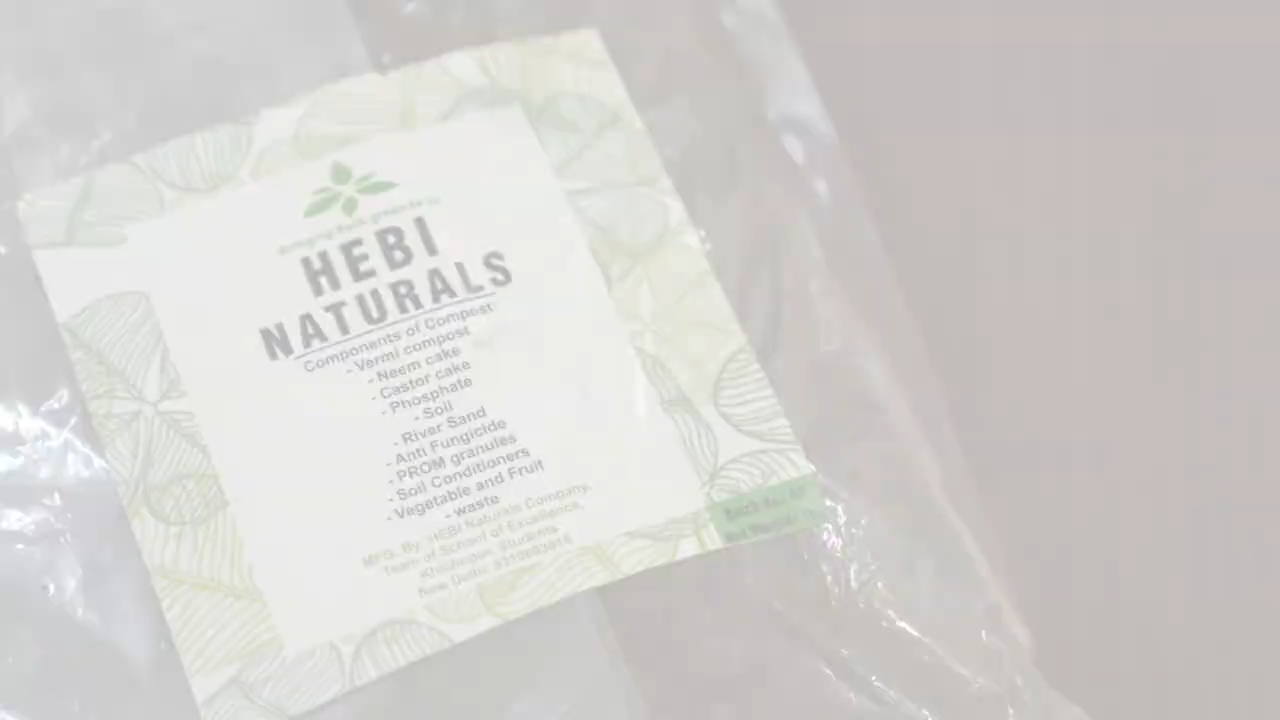 HEBI
NATURALS
Components of Compost
- Vermi compost
- Neem cake
- Castor cake
- Phosphate
- Soil
- River Sand
- Anti Fungicide
- PROM granules
- Soil Conditioners
- Vegetable and Fruit
- waste
MFG. By :HEBI Naturals Company,
Team of School of Excellence,
Students
New Delhi